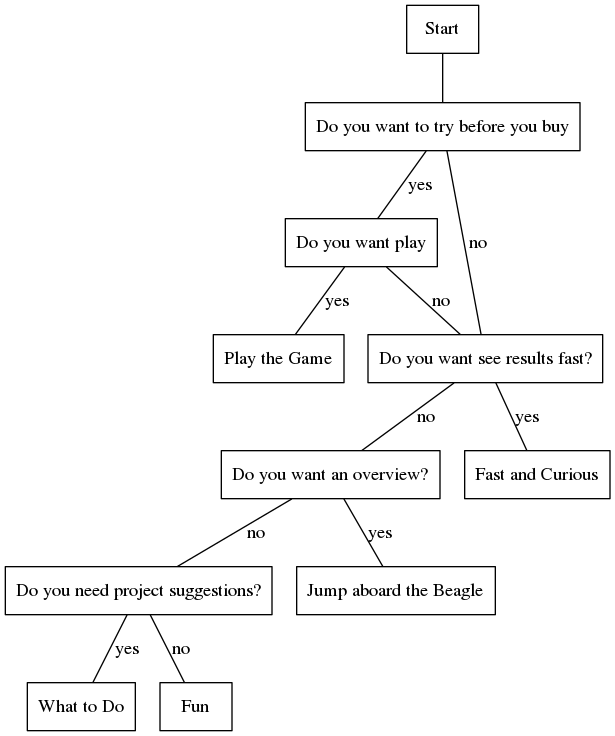 Start
Do you want to try before you buy
yes
no
Do you want play
yes
no
Play the Game
Do you want see results fast?
no
yes
Do you want an overview?
Fast and Curious
no
yes
Do you need project suggestions?
Jump aboard the Beagle
yes
no
What to Do
Fun